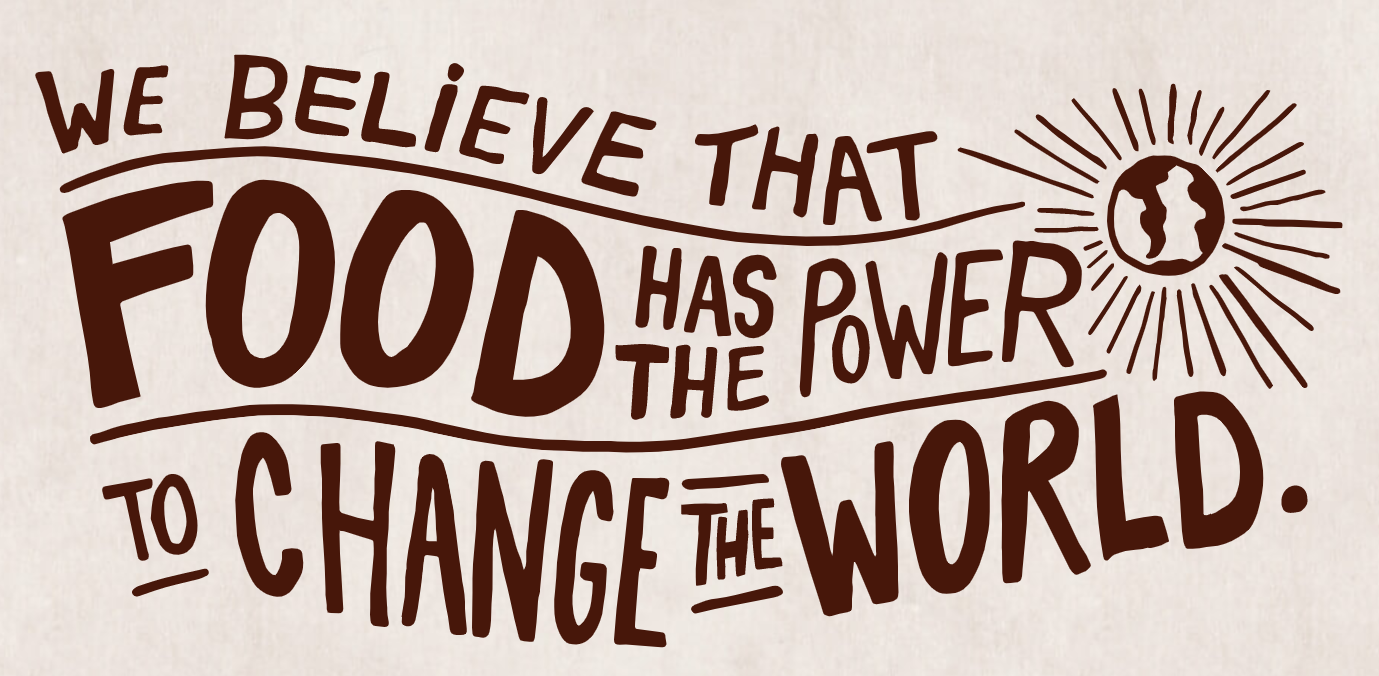 WE BELiEVE THAT
FOOD HAS THE POWER
TO CHANGE THE WORLD.